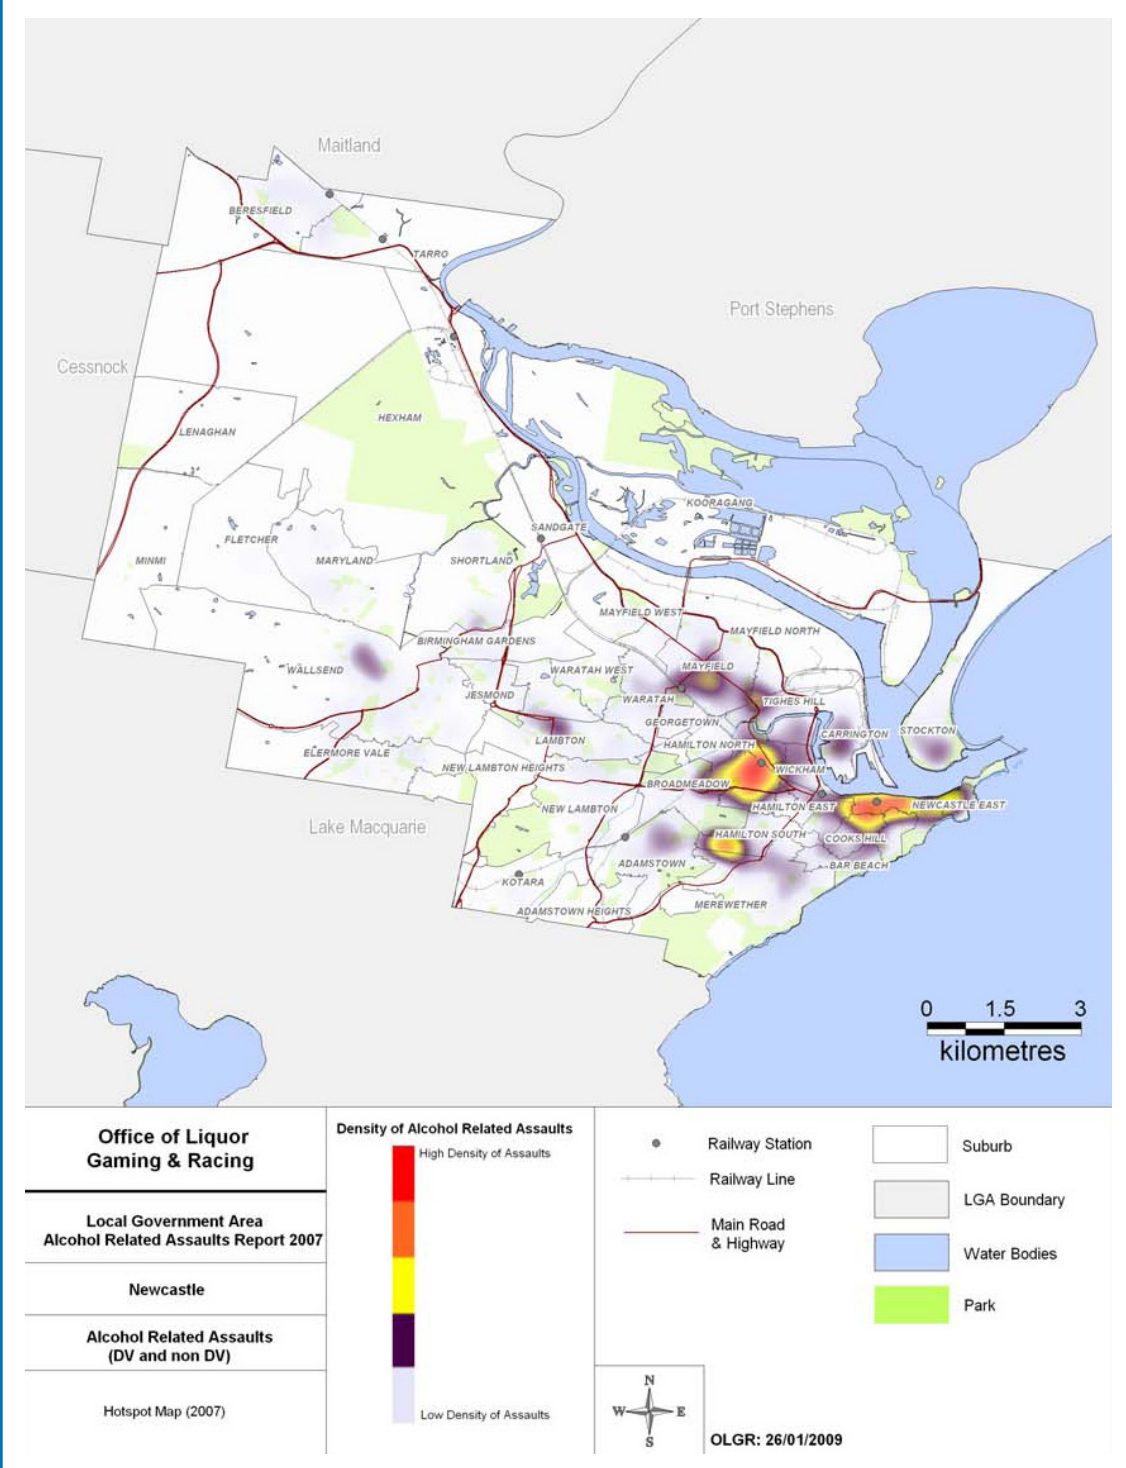 Maitland
BERESFIELD
TARRO
Port Stephens
Cessnock
HEXHAM
LENAGHAN
KOORAGANG
SANDGATE
FLETCHER
MINMI
MARYLAND
SHORTLAND
MAYFIELD WEST
MAYFIELD NORTH
BIRMINGHAM GARDENS
WALLSEND
WARATAH WEST
MAYFIELD
JESMOND
WARATAH
TIGHES HILL
GEORGETOWN
CARRINGTON
STOCKTON
LAMBTON
HAMILTON NORTH
ELERMORE VALE
NEW LAMBTON HEIGHTS
WICKHAM
BROADMEADOW
NEW LAMBTON
HAMILTON EAST
NEWCASTLE EAST
Lake Macquarie
HAMILTON SOUTH
COOKS HILL
ADAMSTOWN
BAR BEACH
KOTARA
MEREWETHER
ADAMSTOWN HEIGHTS
0 1.5 3
kilometres
Office of Liquor
Gaming & Racing
Local Government Area
Alcohol Related Assaults Report 2007
Newcastle
Alcohol Related Assaults
(DV and non DV)
Hotspot Map (2007)
Density of Alcohol Related Assaults
High Density of Assaults
Low Density of Assaults
Railway Station
Railway Line
Main Road
& Highway
Suburb
LGA Boundary
Water Bodies
Park
N
W E
S
OLGR: 26/01/2009